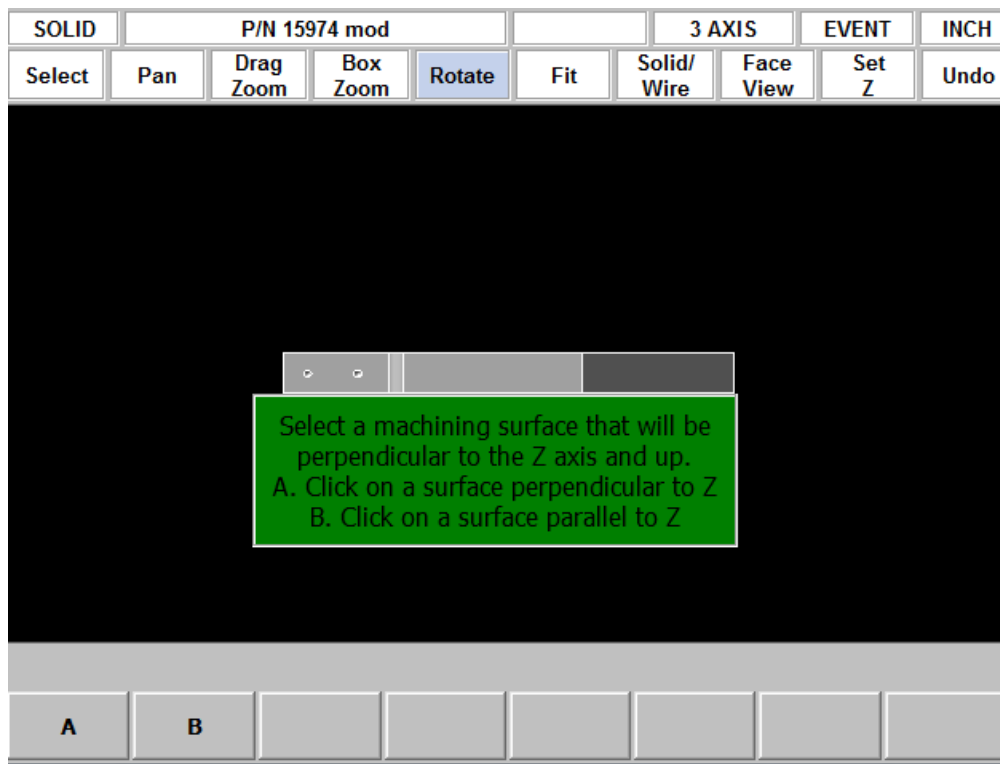 SOLID P/N 15974 mod 3 AXIS EVENT INCH
Select Pan Drag Zoom Box Zoom Rotate Fit Solid/ Wire Face View Set Z Undo
Select a machining surface that will be
perpendicular to the Z axis and up.
A. Click on a surface perpendicular to Z
B. Click on a surface parallel to Z
A B